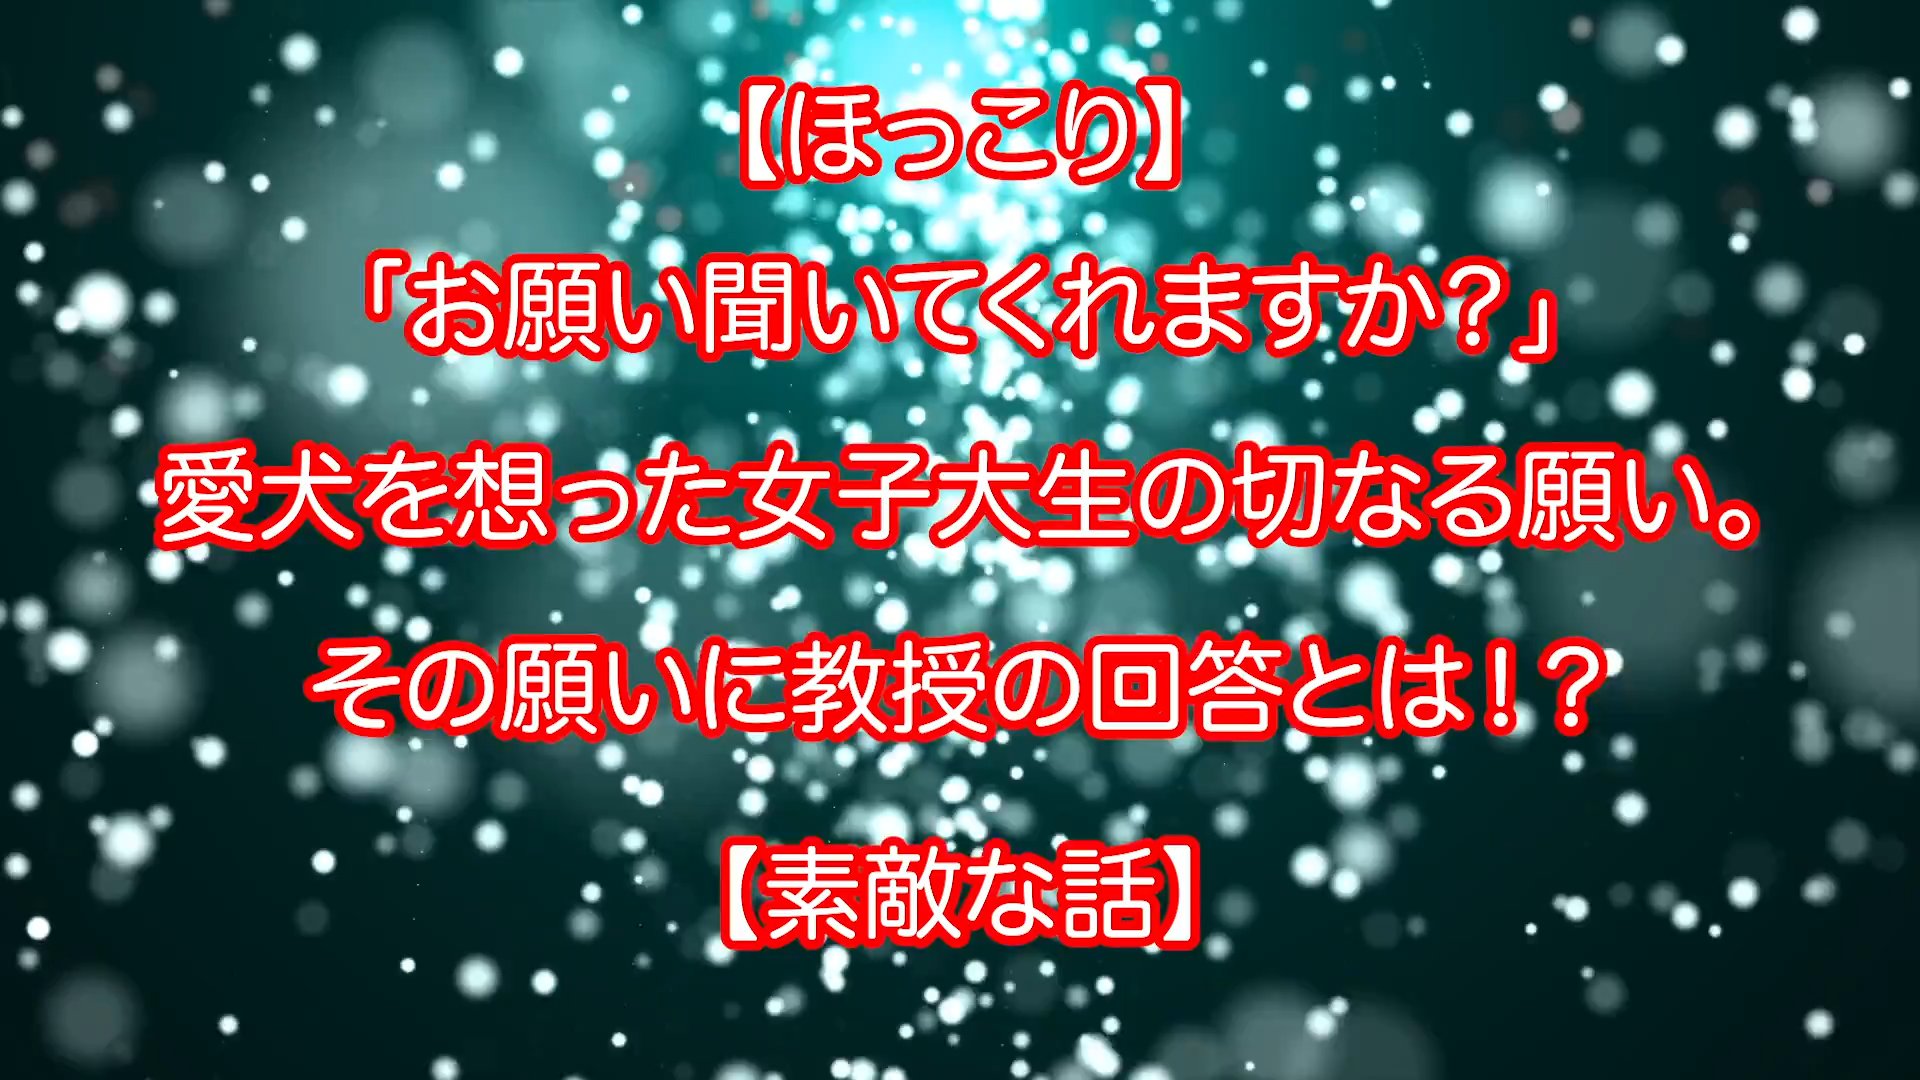 【ほっこり】
「お願い聞いてくれますか？」
愛犬を想った女子大生の切なる願い。
その願いに教授の回答とは！？
【素敵な話】